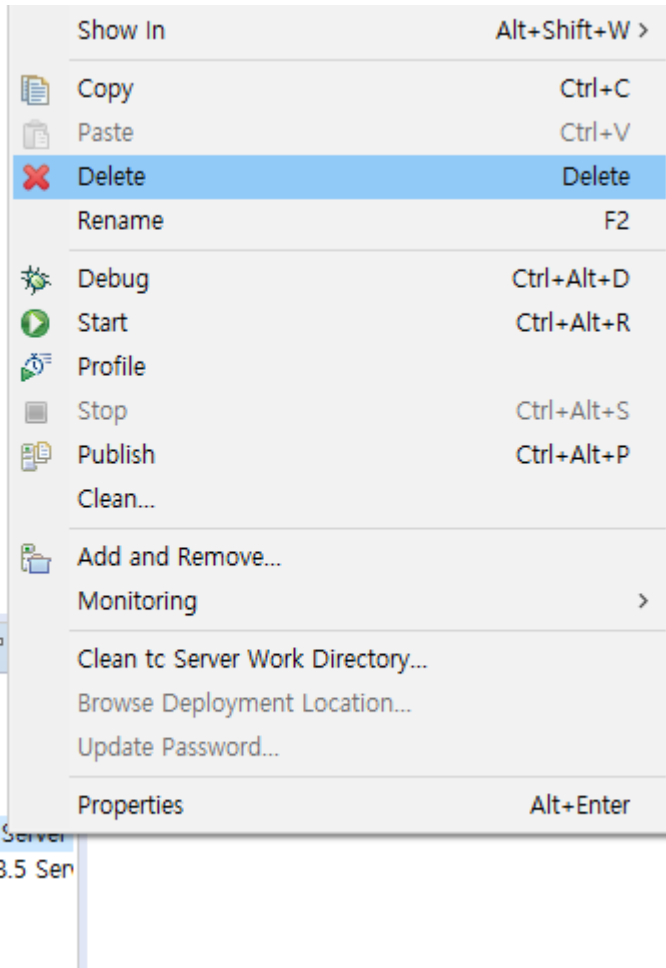 Show In Alt+Shift+W >
Copy Ctrl+C
Paste Ctrl+V
Delete Delete
Rename F2
Debug Ctrl+Alt+D
Start Ctrl+Alt+R
Profile
Stop Ctrl+Alt+S
Publish Ctrl+Alt+P
Clean...
Add and Remove...
Monitoring >
Clean tc Server Work Directory...
Browse Deployment Location...
Update Password...
Properties Alt+Enter
Server
.5 Ser